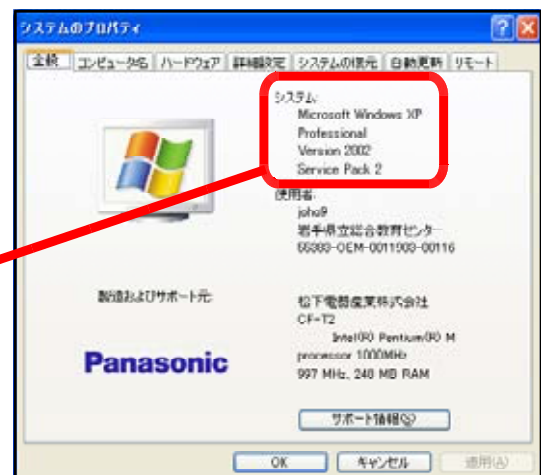 システムのプロパティ
全般 コンピュータ名 ハードウェア 詳細設定 システムの復元 自動更新 リモート
システム:
Microsoft Windows XP
Professional
Version 2002
Service Pack 2
使用者:
joho9
岩手県立総合教育センター
55383-OEM-0011903-00116
製造およびサポート元:
松下電器産業株式会社
CF-T2
Intel(R) Pentium(R) M
processor 1000MHz
997 MHz, 248 MB RAM
Panasonic
サポート情報(S)
OK キャンセル 適用(A)